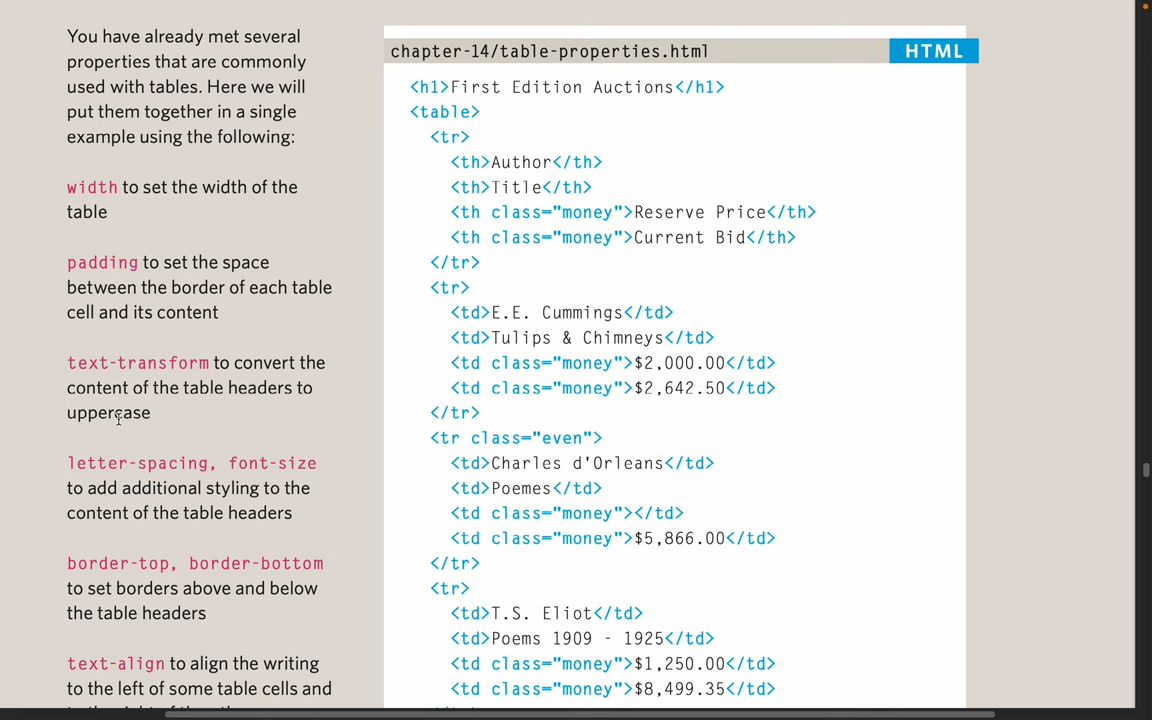 You have already met several
properties that are commonly
used with tables. Here we will
put them together in a single
example using the following:
width to set the width of the
table
padding to set the space
between the border of each table
cell and its content
text-transform to convert the
content of the table headers to
uppercase
letter-spacing, font-size
to add additional styling to the
content of the table headers
border-top, border-bottom
to set borders above and below
the table headers
text-align to align the writing
to the left of some table cells and
chapter-14/table-properties.html
HTML
<h1>First Edition Auctions</h1>
<table>
<tr>
<th>Author</th>
<th>Title</th>
<th class="money">Reserve Price</th>
<th class="money">Current Bid</th>
</tr>
<tr>
<td>E.E. Cummings</td>
<td>Tulips & Chimneys</td>
<td class="money">$2,000.00</td>
<td class="money">$2,642.50</td>
</tr>
<tr class="even">
<td>Charles d'Orleans</td>
<td>Poemes</td>
<td class="money"></td>
<td class="money">$5,866.00</td>
</tr>
<tr>
<td>T.S. Eliot</td>
<td>Poems 1909 - 1925</td>
<td class="money">$1,250.00</td>
<td class="money">$8,499.35</td>